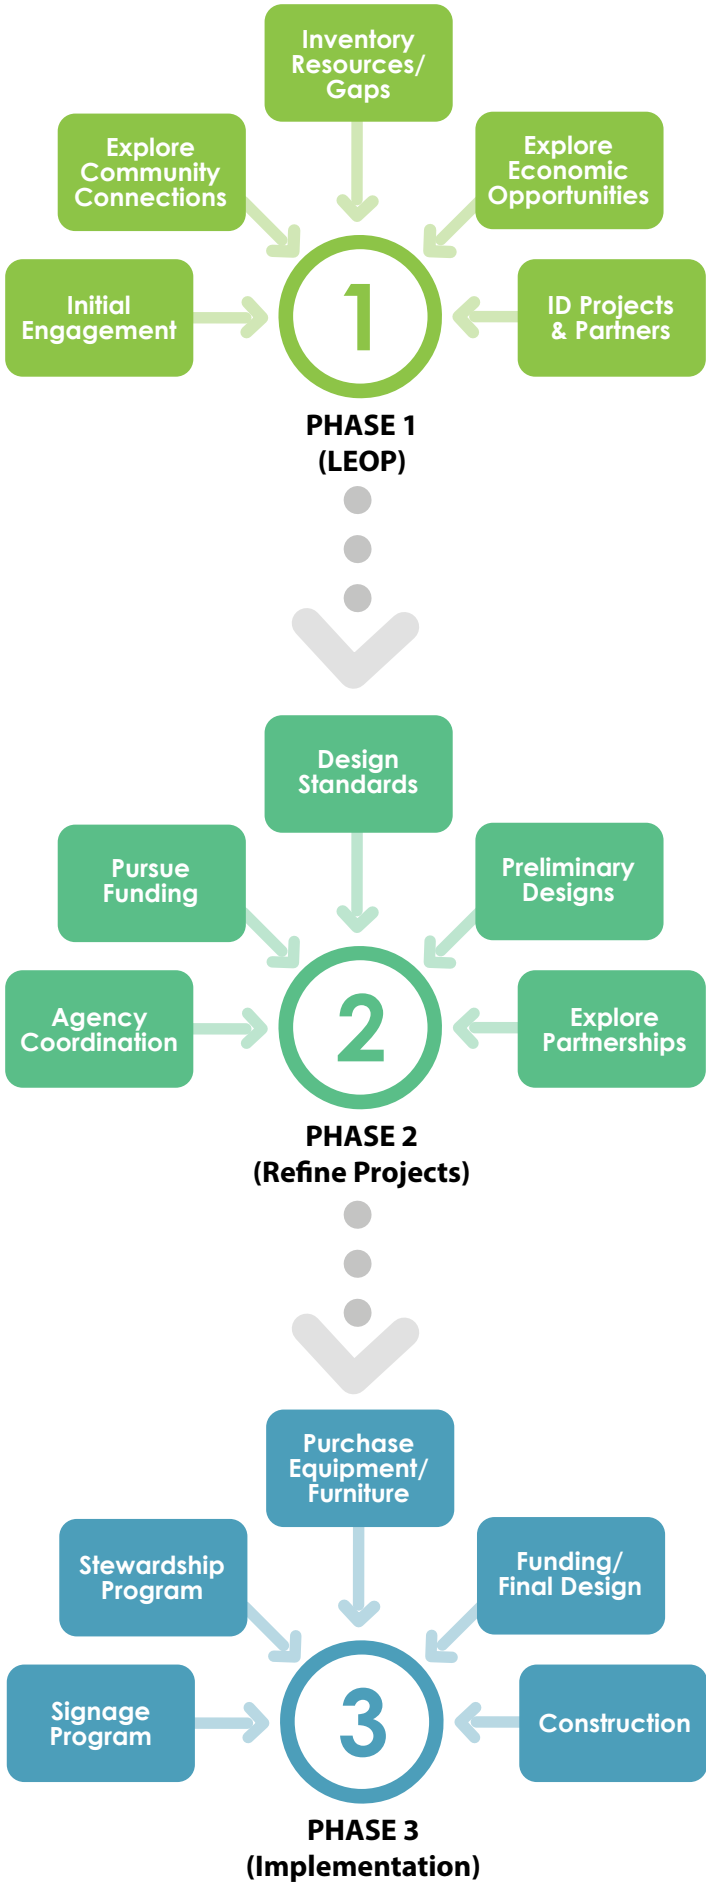 Inventory
Resources/
Gaps
Explore
Community
Connections
Explore
Economic
Opportunities
Initial
Engagement
1
ID Projects
& Partners
PHASE 1
(LEOP)
Design
Standards
Pursue
Funding
Preliminary
Designs
Agency
Coordination
2
Explore
Partnerships
PHASE 2
(Refine Projects)
Purchase
Equipment/
Furniture
Stewardship
Program
Funding/
Final Design
Signage
Program
3
Construction
PHASE 3
(Implementation)